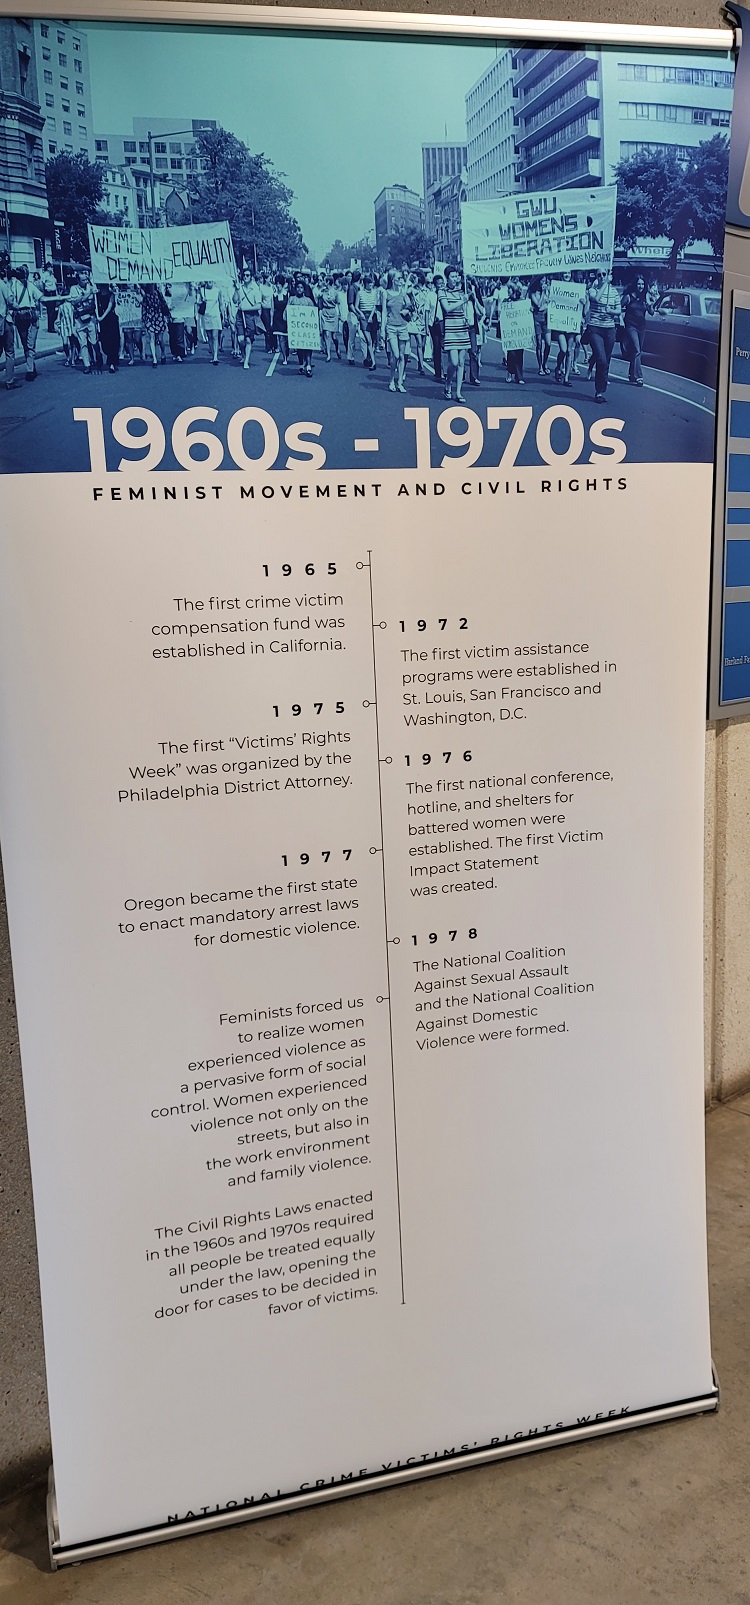 WOMEN
DEMAND EQUALITY
GWU
WOMENS
LIBERATION
I'M A
SECOND
CLASS
CITIZEN
Women
Demand
Equality
1960s - 1970s
FEMINIST MOVEMENT AND CIVIL RIGHTS
1965
The first crime victim
compensation fund was
established in California.
1972
The first victim assistance
programs were established in
St. Louis, San Francisco and
Washington, D.C.
1975
The first “Victims’ Rights
Week” was organized by the
Philadelphia District Attorney.
1976
The first national conference,
hotline, and shelters for
battered women were
established. The first Victim
Impact Statement
was created.
1977
Oregon became the first state
to enact mandatory arrest laws
for domestic violence.
1978
The National Coalition
Against Sexual Assault
and the National Coalition
Against Domestic
Violence were formed.
Feminists forced us
to realize women
experienced violence as
a pervasive form of social
control. Women experienced
violence not only on the
streets, but also in
the work environment
and family violence.
The Civil Rights Laws enacted
in the 1960s and 1970s required
all people be treated equally
under the law, opening the
door for cases to be decided in
favor of victims.
NATIONAL CRIME VICTIMS' RIGHTS WEEK